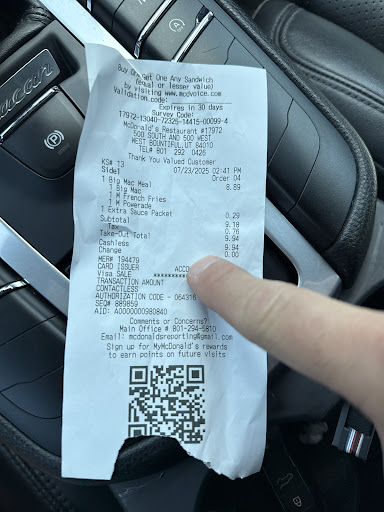 Buy One Get One Any Sandwich
(equal or lesser value)
by visiting www.mcdvoice.com
Validation code:
Expires in 30 days
Survey Code:
17972-13040-72325-14415-00099-4
McDonald's Restaurant #17972
500 SOUTH AND 500 WEST
WEST BOUNTIFUL,UT 84010
TEL# 801 292 0426
Thank You Valued Customer
KS# 13 07/23/2025 02:41 PM
Side1 Order 04
1 Big Mac Meal 8.89
1 Big Mac
1 M French Fries
1 M Powerade
1 Extra Sauce Packet 0.29
Subtotal 9.18
Tax 0.76
Take-Out Total 9.94
Cashless 9.94
Change 0.00
MER# 194479
CARD ISSUER
Visa SALE
TRANSACTION AMOUNT
CONTACTLESS
AUTHORIZATION CODE - 064316
SEQ# 889859
AID: A0000000980840
Comments or Concerns?
Main Office # 801-294-5810
Email: mcdonaldsreporting@gmail.com
Sign up for MyMcDonald's rewards
to earn points on future visits
macan
P
A